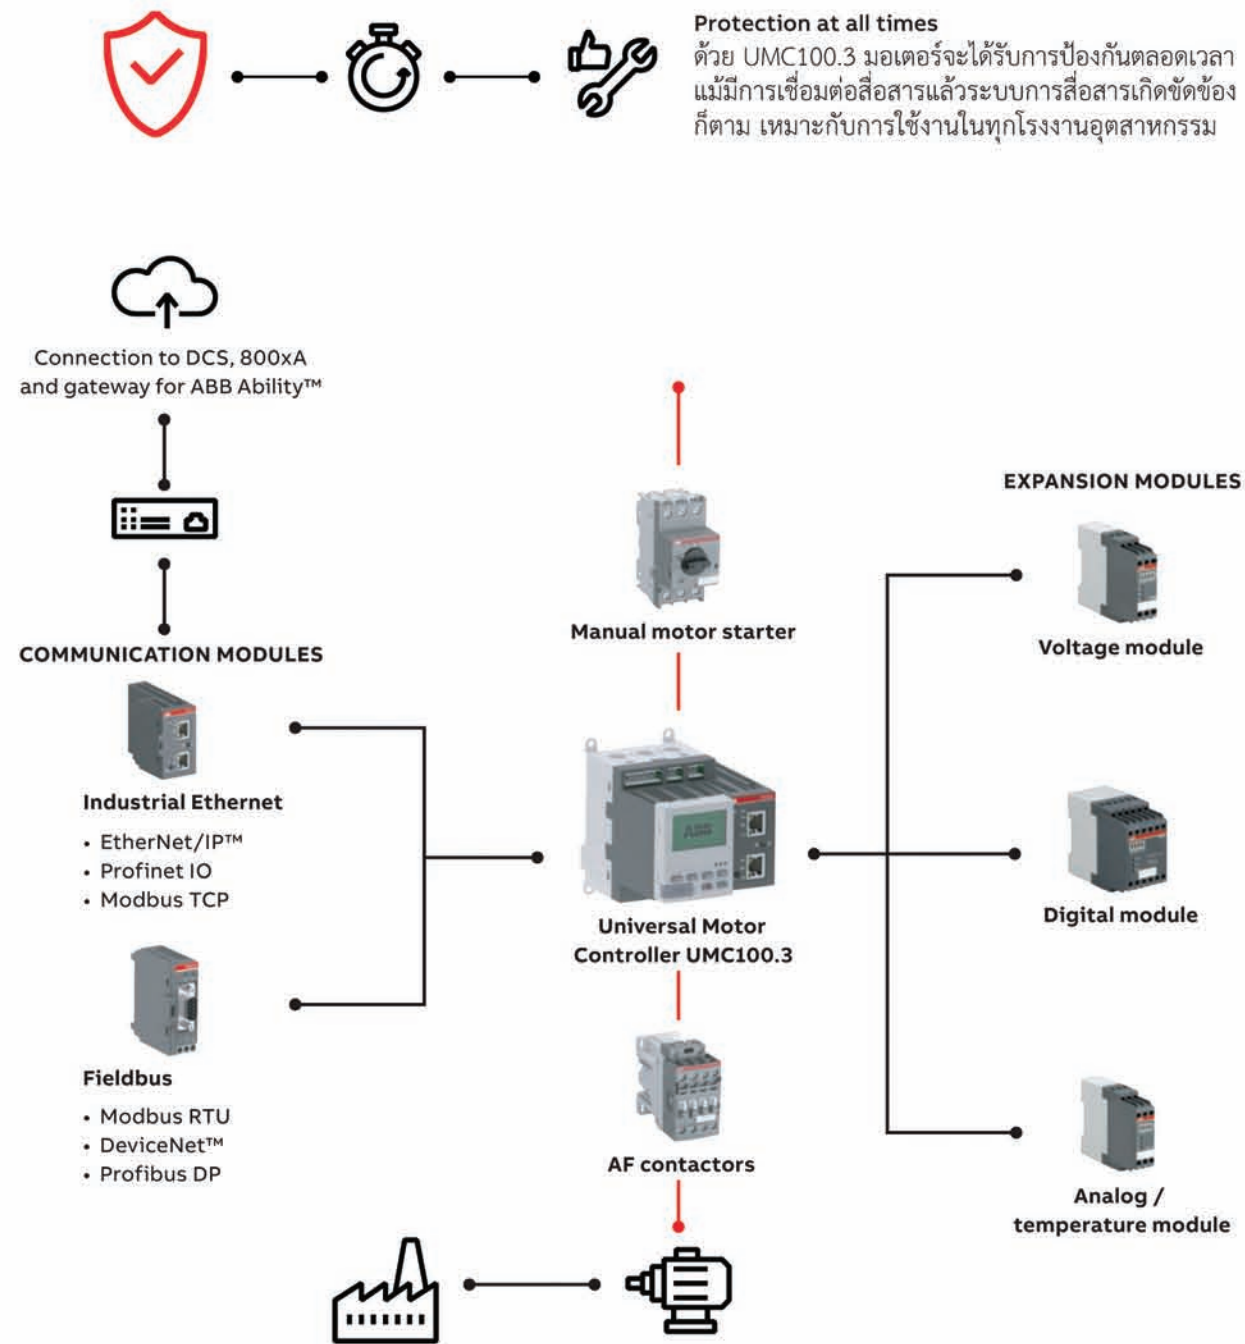 Protection at all times
ด้วย UMC100.3 มอเตอร์จะได้รับการป้องกันตลอดเวลา
แม้มีการเชื่อมต่อสื่อสารแล้วระบบการสื่อสารเกิดขัดข้อง
ก็ตาม เหมาะกับการใช้งานในทุกโรงงานอุตสาหกรรม
Connection to DCS, 800xA
and gateway for ABB Ability™
COMMUNICATION MODULES
Industrial Ethernet
• EtherNet/IP™
• Profinet IO
• Modbus TCP
Fieldbus
• Modbus RTU
• DeviceNet™
• Profibus DP
Manual motor starter
Universal Motor
Controller UMC100.3
AF contactors
EXPANSION MODULES
Voltage module
Digital module
Analog /
temperature module